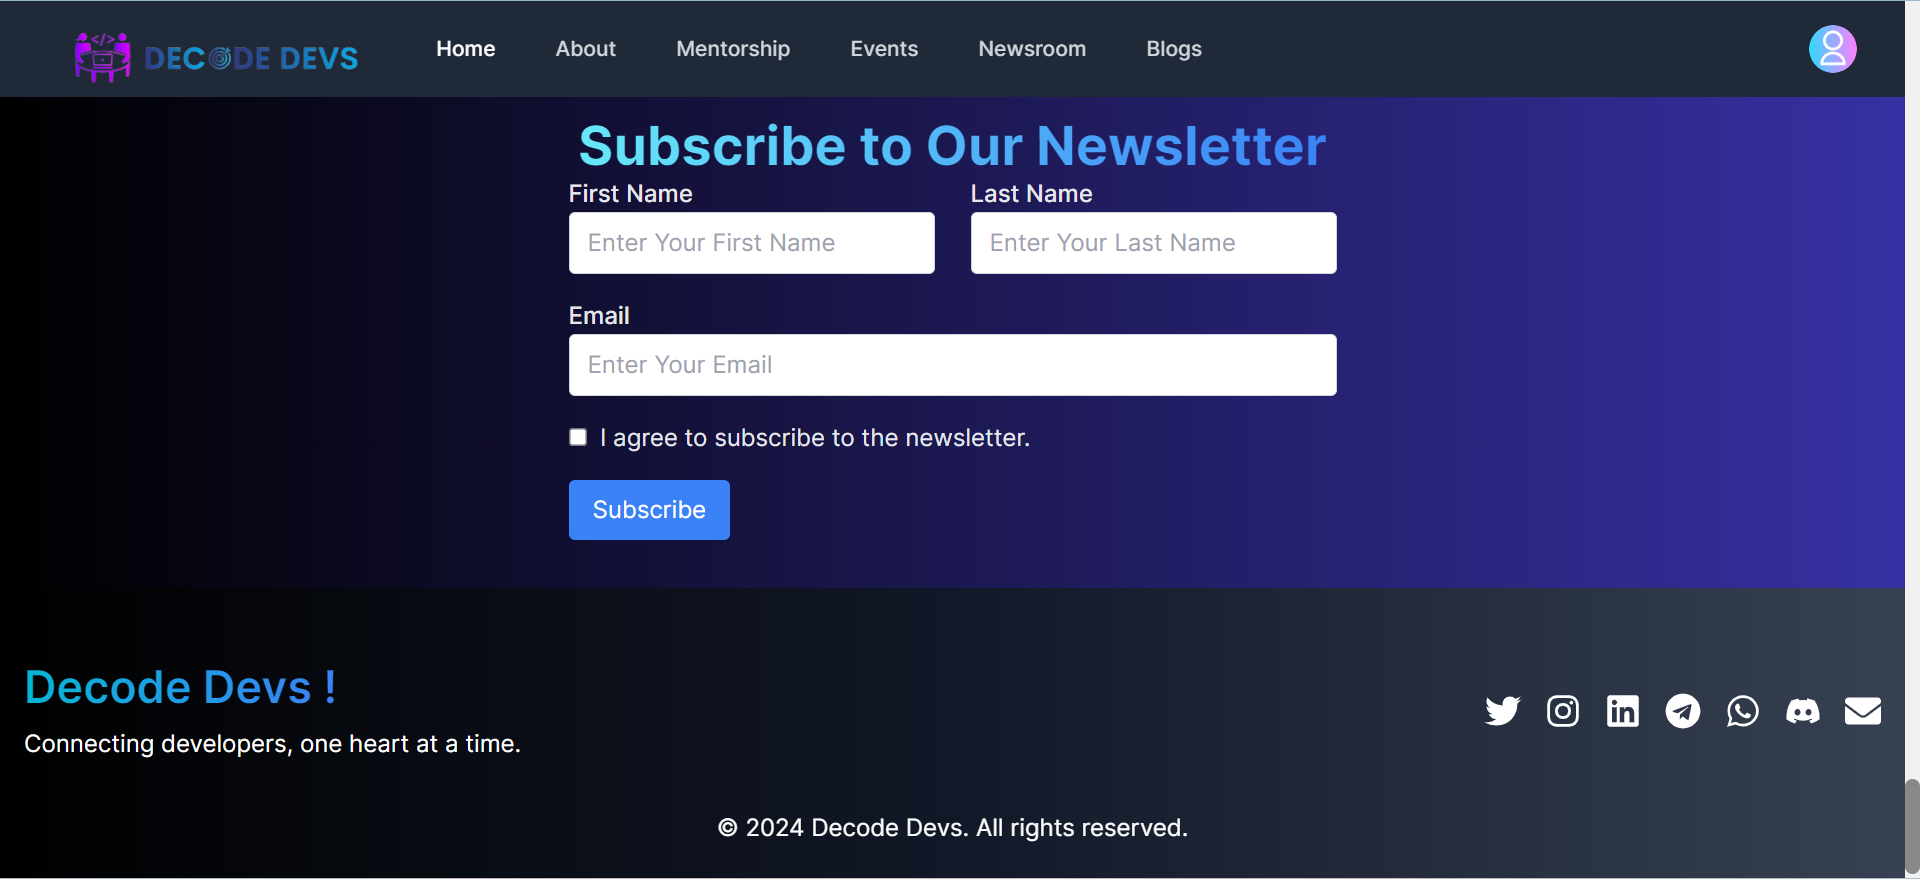 DECODE DEVS
Home About Mentorship Events Newsroom Blogs
Subscribe to Our Newsletter
First Name Last Name
Enter Your First Name Enter Your Last Name
Email
Enter Your Email
I agree to subscribe to the newsletter.
Subscribe
Decode Devs !
Connecting developers, one heart at a time.
© 2024 Decode Devs. All rights reserved.